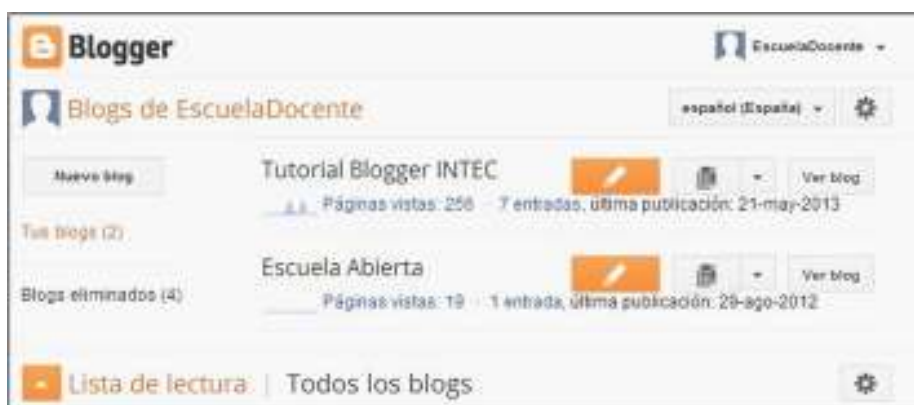 Blogger
EscuelaDocente
Blogs de EscuelaDocente
español (España)
Nuevo blog
Tutorial Blogger INTEC
Ver blog
Páginas vistas: 256 · 7 entradas, última publicación: 21-may-2013
Tus blogs (2)
Escuela Abierta
Ver blog
Blogs eliminados (4)
Páginas vistas: 19 · 1 entrada, última publicación: 29-ago-2012
Lista de lectura | Todos los blogs